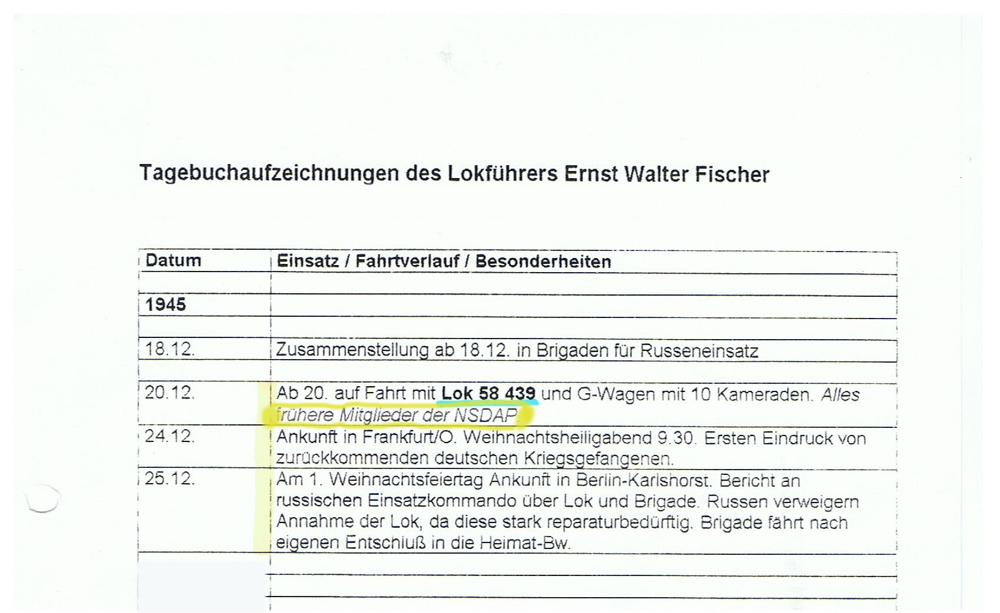 Tagebuchaufzeichnungen des Lokführers Ernst Walter Fischer
Datum Einsatz / Fahrtverlauf / Besonderheiten
1945
18.12. Zusammenstellung ab 18.12. in Brigaden für Russeneinsatz
20.12. Ab 20. auf Fahrt mit Lok 58 439 und G-Wagen mit 10 Kameraden. Alles
frühere Mitglieder der NSDAP.
24.12. Ankunft in Frankfurt/O. Weihnachtsheiligabend 9.30. Ersten Eindruck von
zurückkommenden deutschen Kriegsgefangenen.
25.12. Am 1. Weihnachtsfeiertag Ankunft in Berlin-Karlshorst. Bericht an
russischen Einsatzkommando über Lok und Brigade. Russen verweigern
Annahme der Lok, da diese stark reparaturbedürftig. Brigade fährt nach
eigenen Entschluß in die Heimat-Bw.